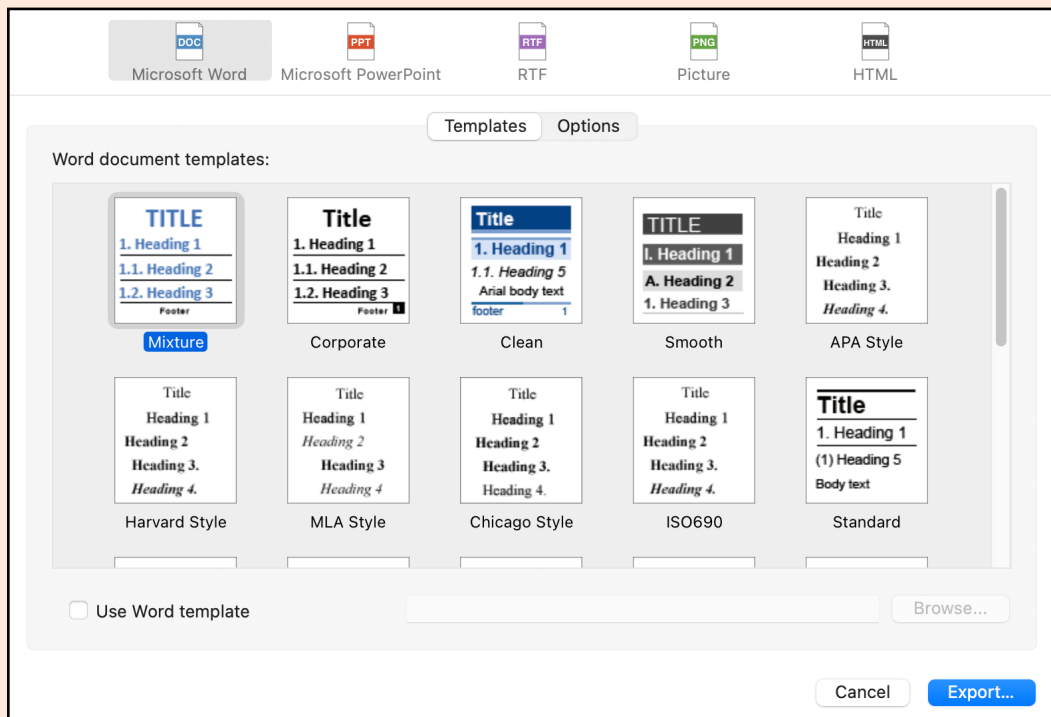 DOC PPT RTF PNG HTML
Microsoft Word Microsoft PowerPoint RTF Picture HTML
Templates Options
Word document templates:
TITLE
1. Heading 1
1.1. Heading 2
1.2. Heading 3
Footer
Mixture
Title
1. Heading 1
1.1. Heading 2
1.2. Heading 3
Footer 1
Corporate
Title
1. Heading 1
1.1. Heading 5
Arial body text
footer 1
Clean
TITLE
I. Heading 1
A. Heading 2
1. Heading 3
Smooth
Title
Heading 1
Heading 2
Heading 3.
Heading 4.
APA Style
Title
Heading 1
Heading 2
Heading 3.
Heading 4.
Harvard Style
Title
Heading 1
Heading 2
Heading 3
Heading 4
MLA Style
Title
Heading 1
Heading 2
Heading 3.
Heading 4.
Chicago Style
Title
Heading 1
Heading 2
Heading 3.
Heading 4.
ISO690
Title
1. Heading 1
(1) Heading 5
Body text
Standard
Use Word template
Browse...
Cancel Export...